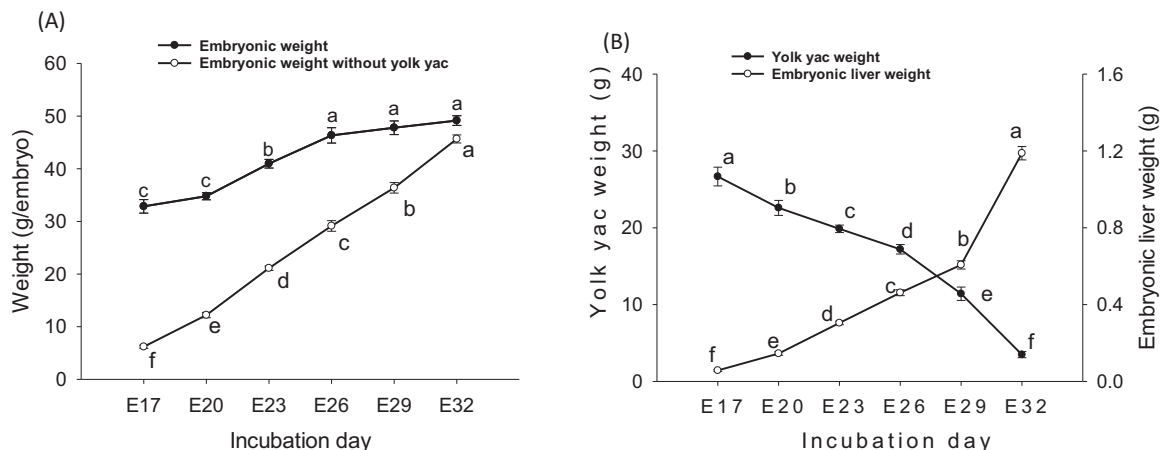 (A)
Embryonic weight
Embryonic weight without yolk yac
Weight (g/embryo)
60
50
40
30
20
10
0
c
c
b
a
a
a
f
e
d
c
b
a
E17 E20 E23 E26 E29 E32
Incubation day
(B)
Yolk yac weight
Embryonic liver weight
Yolk yac weight (g)
40
30
20
10
0
a
b
c
d
e
f
f
e
d
c
b
a
1.6
1.2
0.8
0.4
0.0
Embryonic liver weight (g)
E17 E20 E23 E26 E29 E32
Incubation day